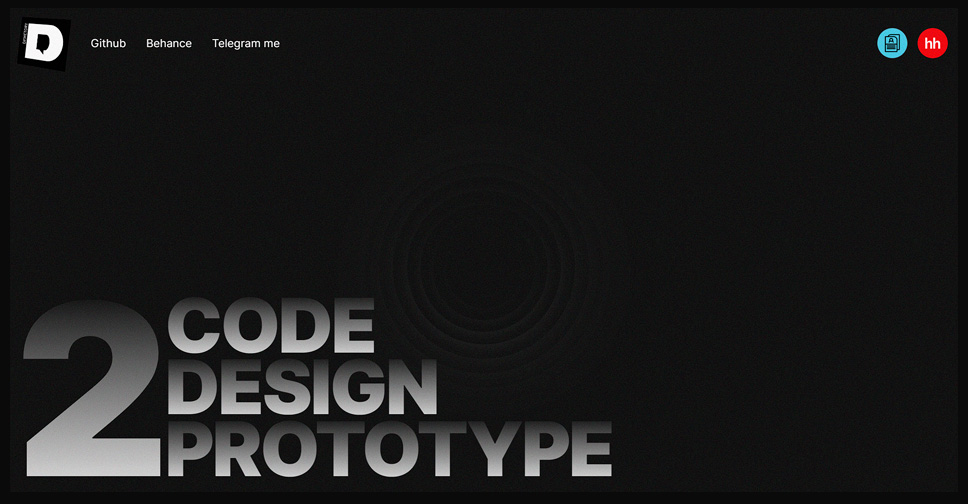 D
Github Behance Telegram me
hh
2 CODE
DESIGN
PROTOTYPE